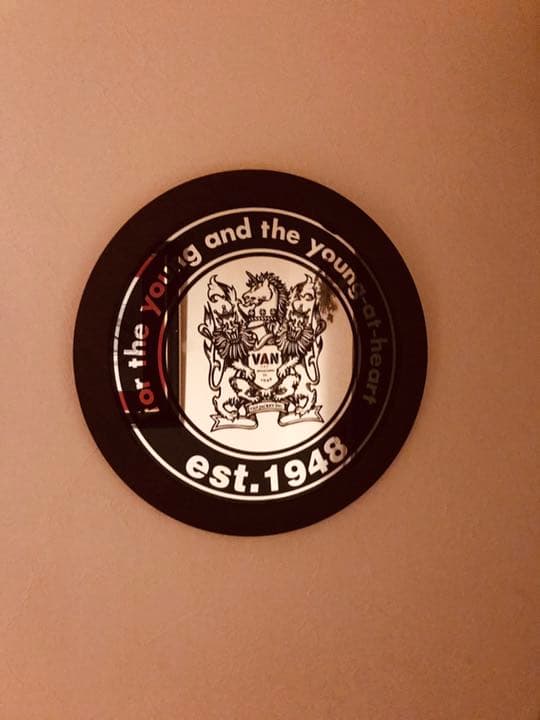 for the young and the young-at-heart
VAN
est.1948